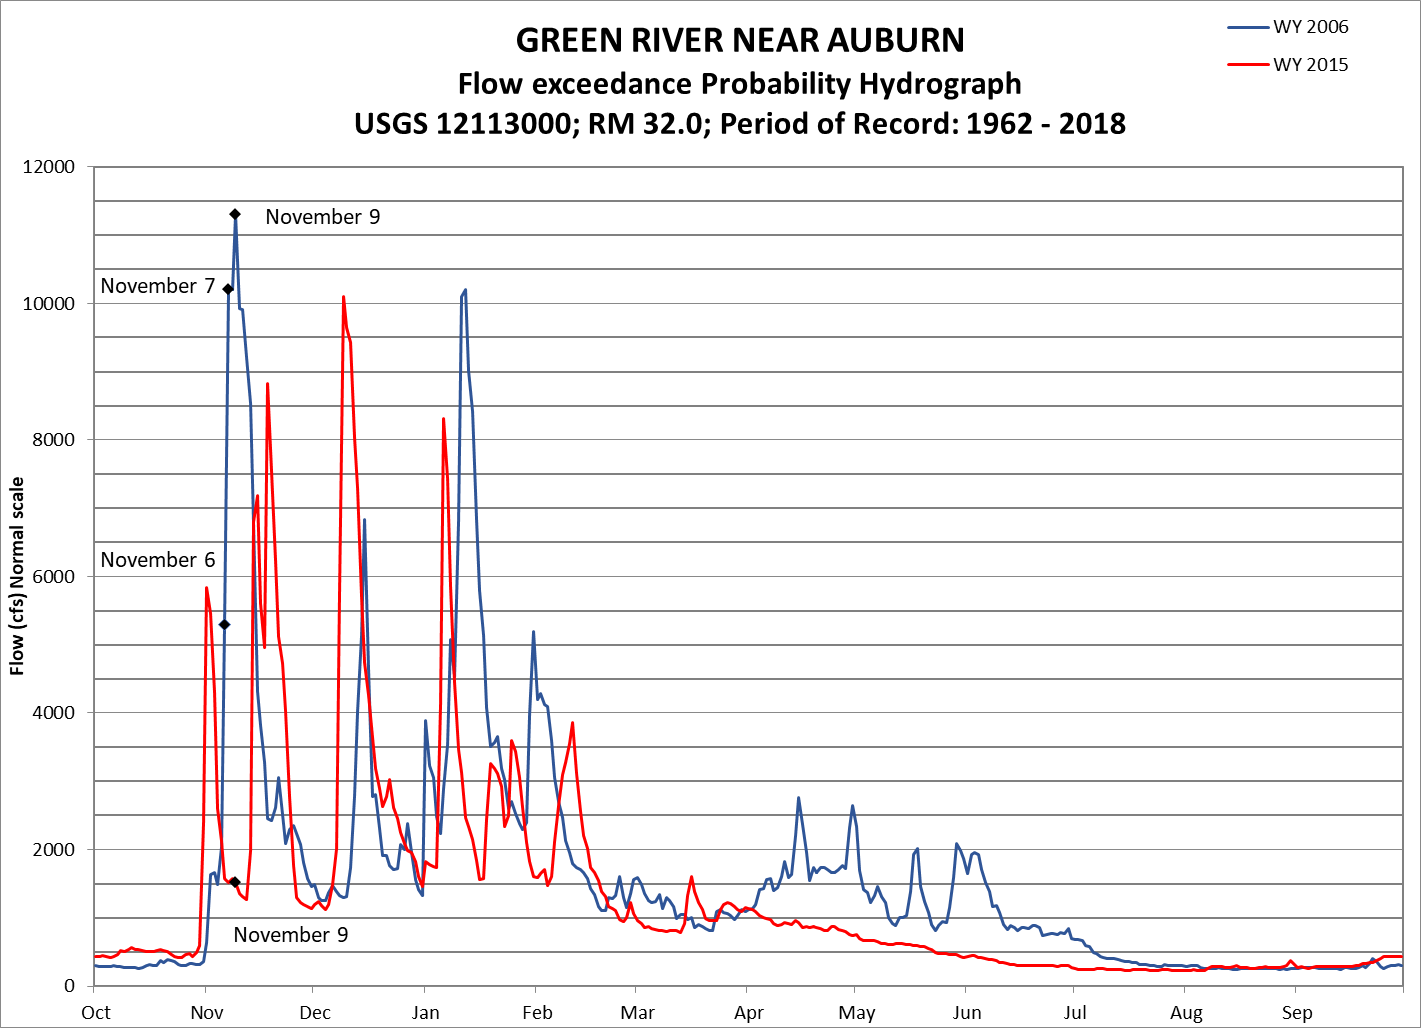 GREEN RIVER NEAR AUBURN
Flow exceedance Probability Hydrograph
USGS 12113000; RM 32.0; Period of Record: 1962 - 2018
WY 2006
WY 2015
Flow (cfs) Normal scale
12000
10000
8000
6000
4000
2000
0
November 9
November 7
November 6
November 9
Oct
Nov
Dec
Jan
Feb
Mar
Apr
May
Jun
Jul
Aug
Sep